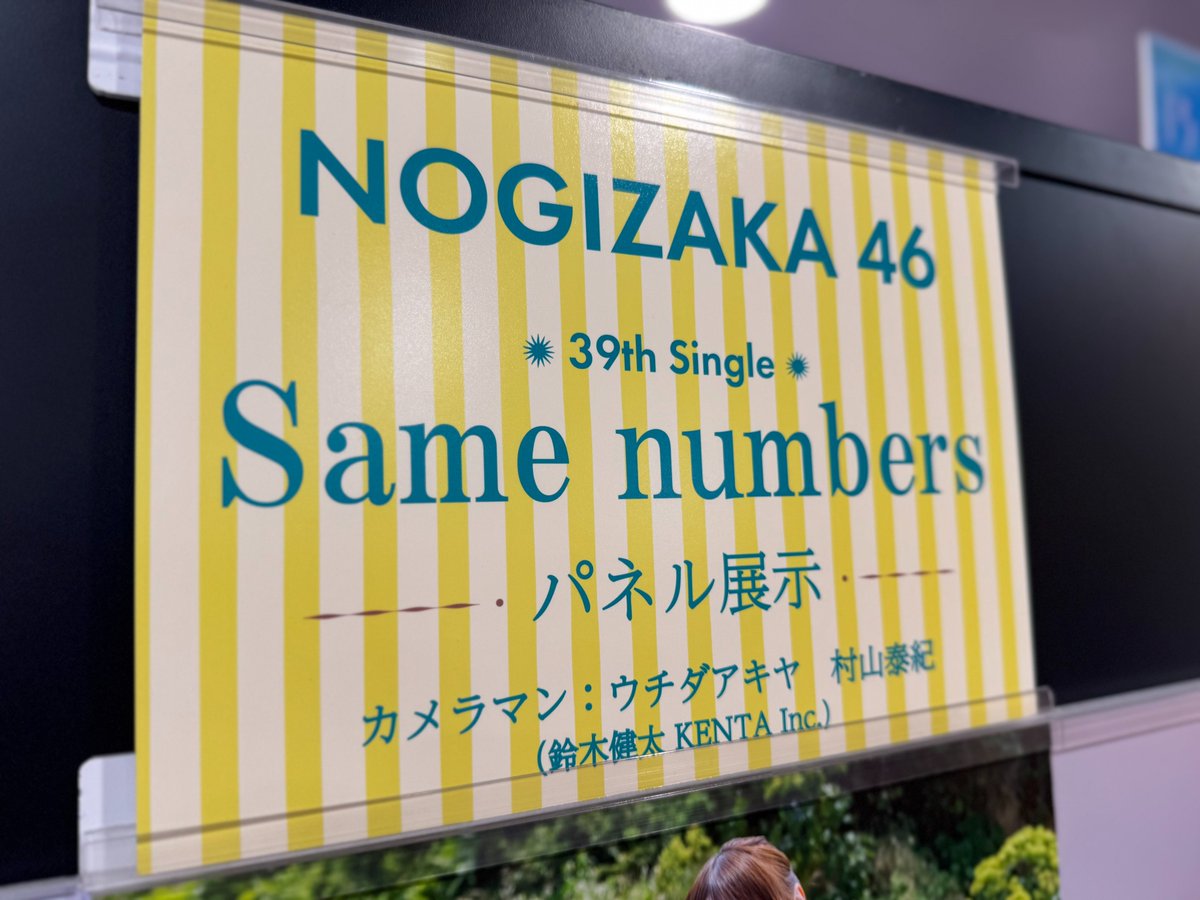 NOGIZAKA 46
39th Single
Same numbers
パネル展示
カメラマン：ウチダアキヤ　村山泰紀
（鈴木健太 KENTA Inc.）